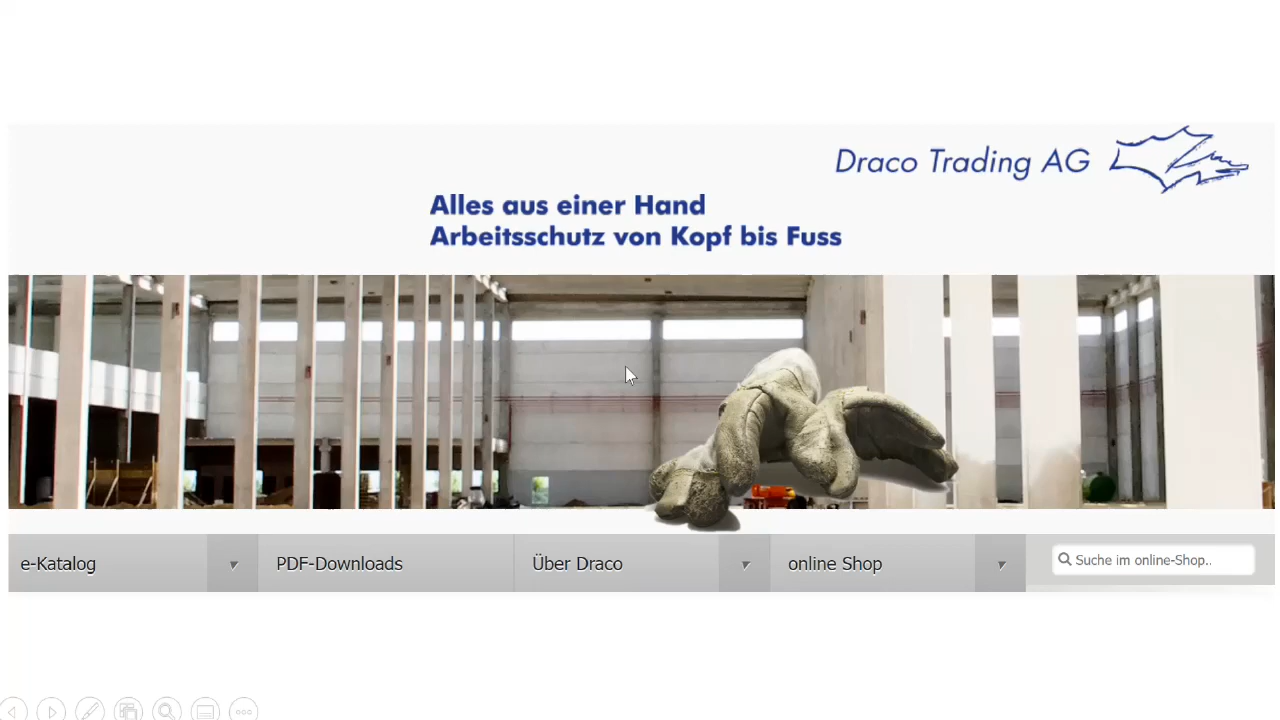 Draco Trading AG
Alles aus einer Hand
Arbeitsschutz von Kopf bis Fuss
e-Katalog
PDF-Downloads
Über Draco
online Shop
Suche im online-Shop..